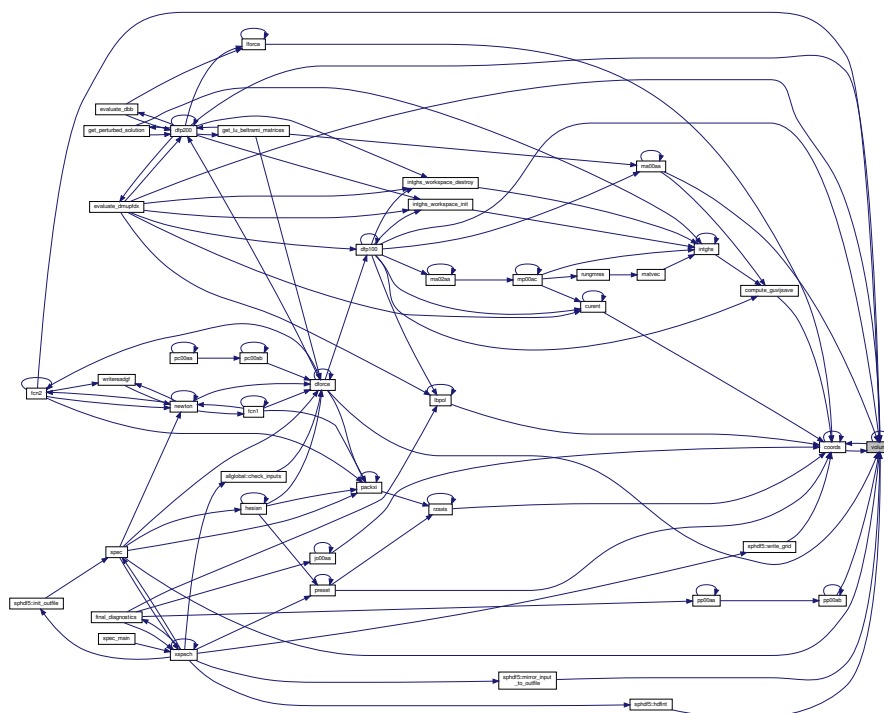 lforce
evaluate_dbb
get_perturbed_solution
dfp200
get_lu_beltrami_matrices
ma00aa
intghs_workspace_destroy
evaluate_dmupfdx
intghs_workspace_init
dfp100
intghs
ma02aa
mp00ac
rungmres
matvec
compute_guvijsave
curent
pc00aa
pc00ab
writereadgf
dforce
fcn2
lbpol
newton
fcn1
coords
volume
allglobal::check_inputs
packxi
hesian
rzaxis
spec
jo00aa
sphdf5::write_grid
preset
sphdf5::init_outfile
pp00aa
pp00ab
final_diagnostics
spec_main
xspech
sphdf5::mirror_input
_to_outfile
sphdf5::hdfint